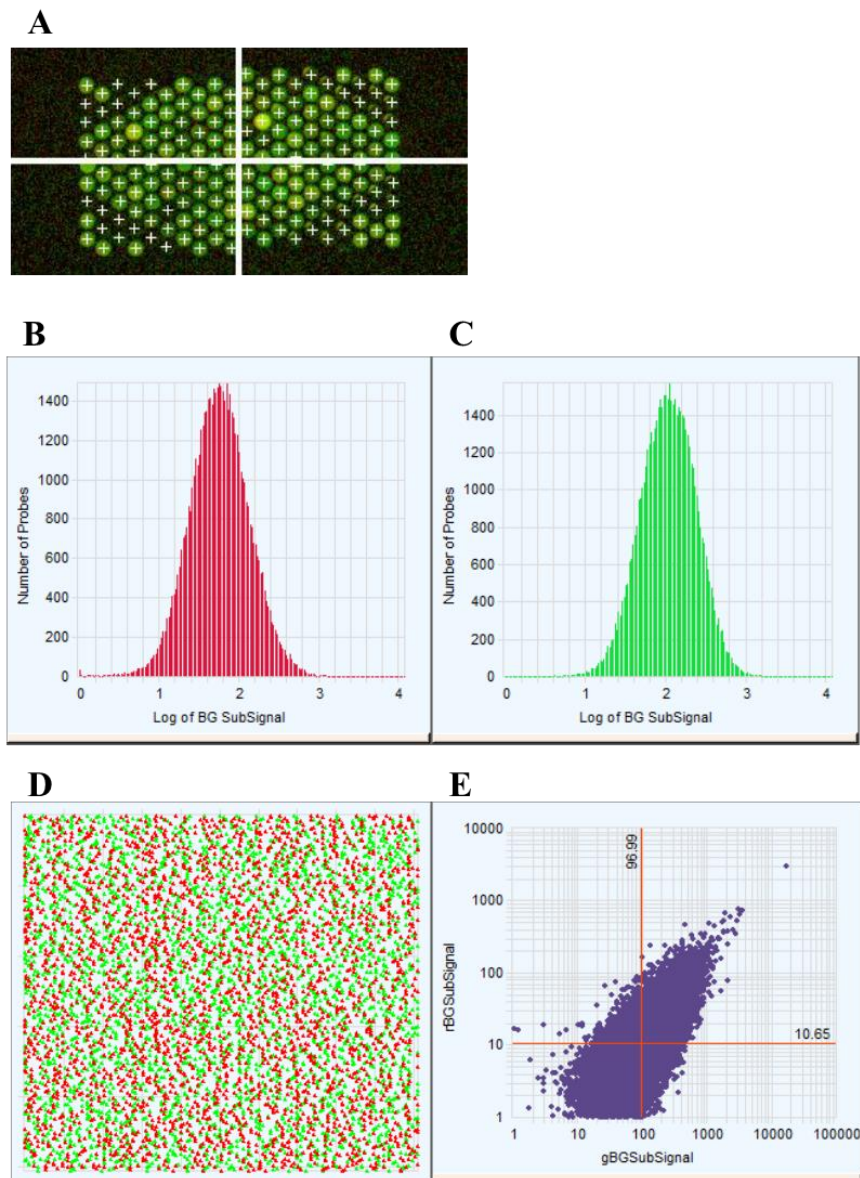 A
B
C
1400
1200
1000
800
600
400
200
0
Number of Probes
0 1 2 3 4
Log of BG SubSignal
1400
1200
1000
800
600
400
200
0
Number of Probes
0 1 2 3 4
Log of BG SubSignal
D
E
10000
1000
100
10
1
rBGSubSignal
96.99
10.65
1 10 100 1000 10000 100000
gBGSubSignal